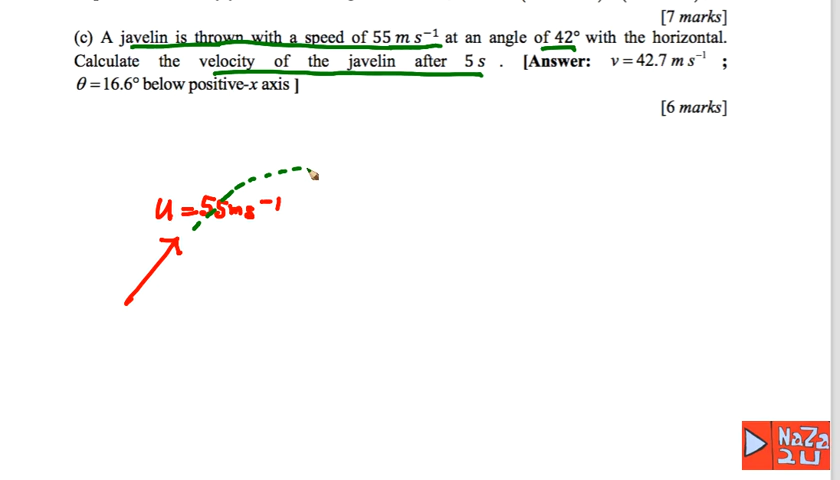 [7 marks]
(c) A javelin is thrown with a speed of 55 m s⁻¹ at an angle of 42° with the horizontal.
Calculate the velocity of the javelin after 5 s . [Answer: v = 42.7 m s⁻¹ ;
θ = 16.6° below positive-x axis ]
[6 marks]
u = 55ms⁻¹
NaZa
2U